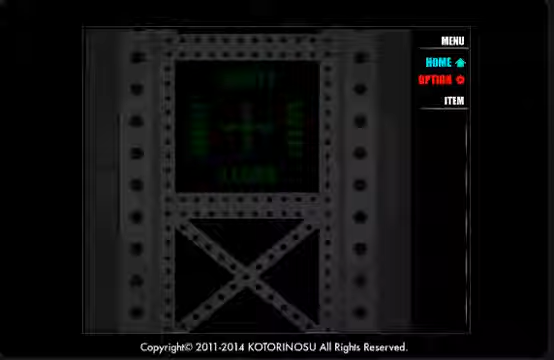 MENU
HOME
OPTION
ITEM
Copyright© 2011-2014 KOTORINOSU All Rights Reserved.